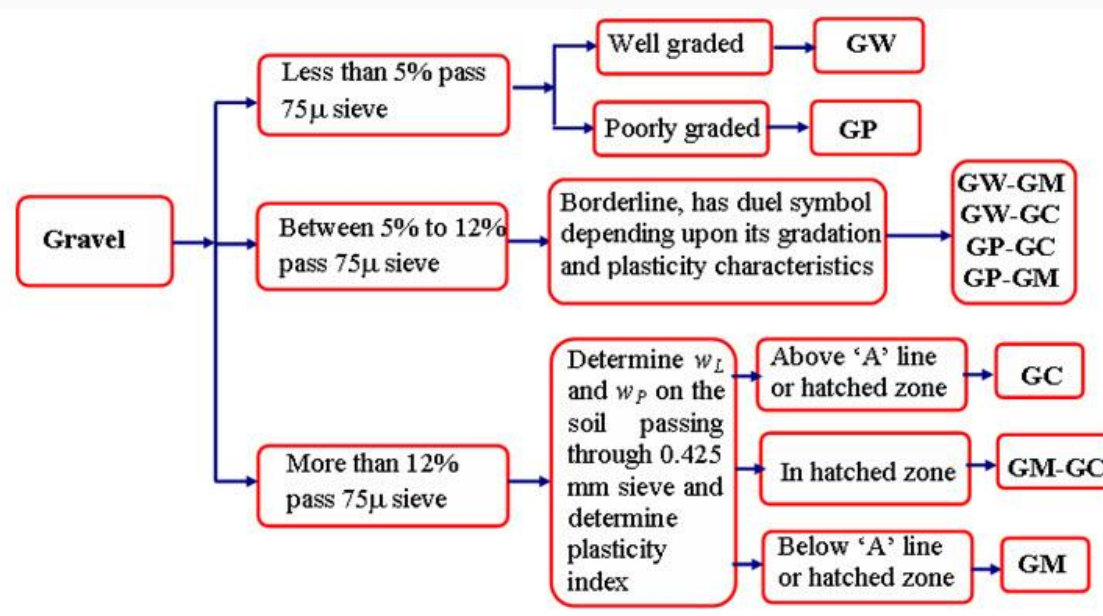 Gravel
Less than 5% pass
75μ sieve
Well graded
GW
Poorly graded
GP
Between 5% to 12%
pass 75μ sieve
Borderline, has duel symbol
depending upon its gradation
and plasticity characteristics
GW-GM
GW-GC
GP-GC
GP-GM
More than 12%
pass 75μ sieve
Determine w_L
and w_P on the
soil passing
through 0.425
mm sieve and
determine
plasticity
index
Above ‘A’ line
or hatched zone
GC
In hatched zone
GM-GC
Below ‘A’ line
or hatched zone
GM